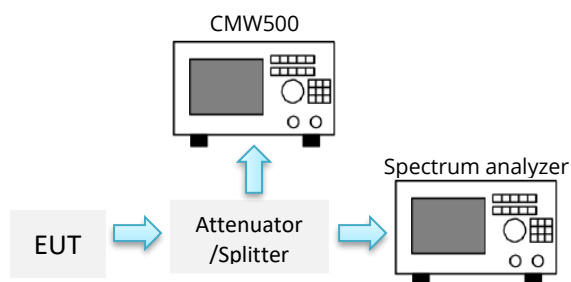 CMW500
Spectrum analyzer
EUT
Attenuator
/Splitter